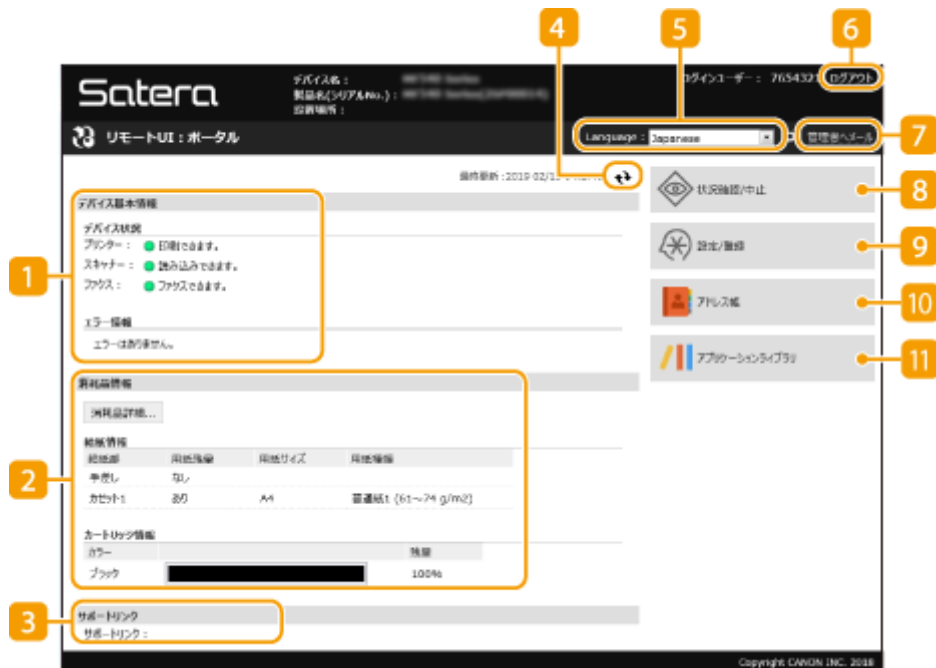 4
5
6
Satera
デバイス名 :
製品名(シリアルNo.) :
設置場所 :
ログインユーザー : 7654321 ログアウト
リモートUI : ポータル
Language : Japanese
管理者へメール
7
最終更新 : 2019 02/
デバイス基本情報
デバイス状況
プリンター : 印刷できます。
スキャナー : 読み込みできます。
ファクス : ファクスできます。
1
エラー情報
エラーはありません。
状況確認/中止
8
設定/登録
9
アドレス帳
10
アプリケーションライブラリ
11
消耗品情報
消耗品詳細...
給紙情報
給紙部 用紙残量 用紙サイズ 用紙種類
手差し なし
カセット1 あり A4 普通紙1 (61～74 g/m2)
2
カートリッジ情報
カラー 残量
ブラック 100%
サポートリンク
サポートリンク :
3
Copyright CANON INC. 2018